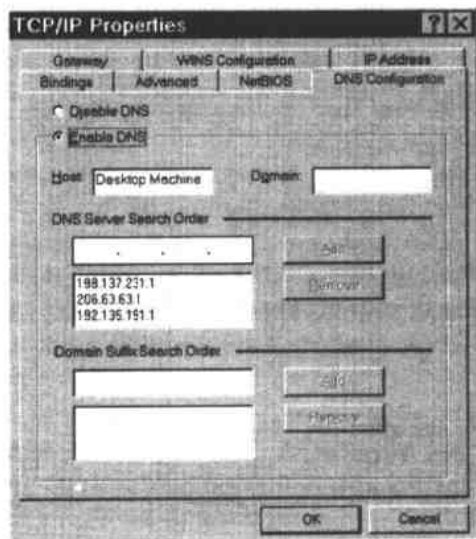 TCP/IP Properties ? X
Gateway WINS Configuration IP Address
Bindings Advanced NetBIOS DNS Configuration
Disable DNS
Enable DNS
Host: Desktop Machine Domain:
DNS Server Search Order
. . . Add
198.137.231.1 Remove
206.63.63.1
192.135.191.1
Domain Suffix Search Order
Add
Remove
OK Cancel